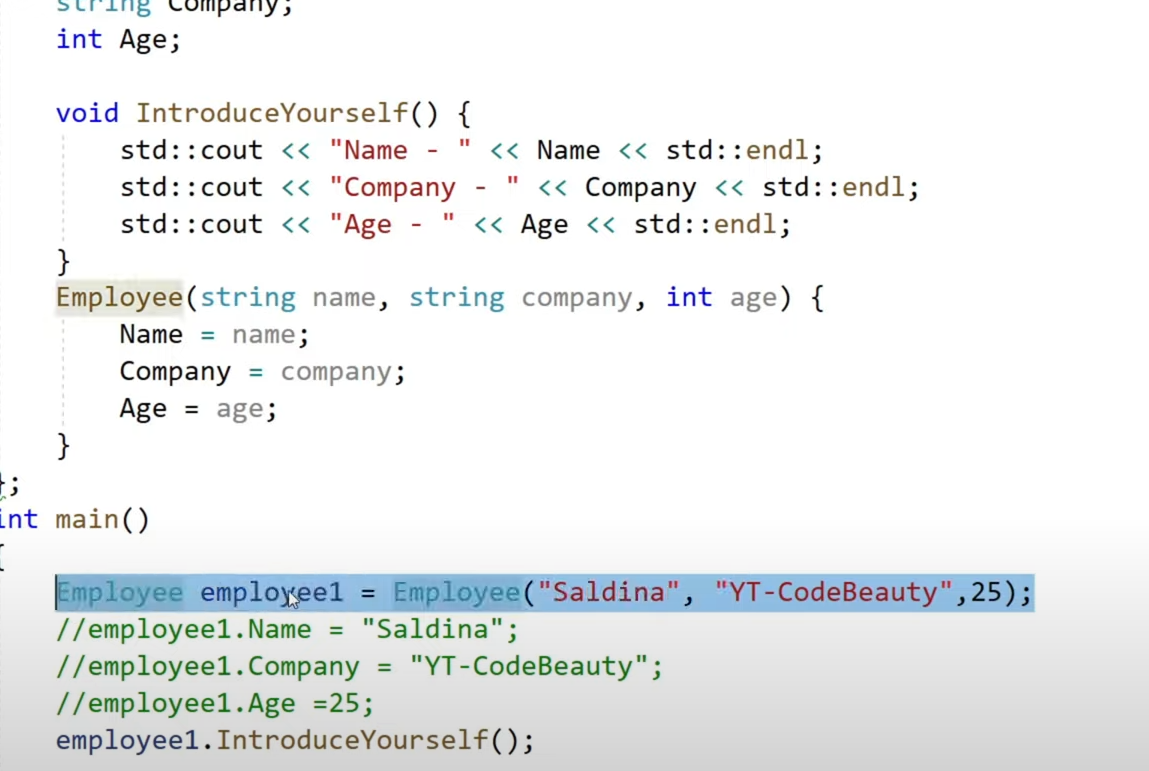 string Company;
int Age;
void IntroduceYourself() {
std::cout << "Name - " << Name << std::endl;
std::cout << "Company - " << Company << std::endl;
std::cout << "Age - " << Age << std::endl;
}
Employee(string name, string company, int age) {
Name = name;
Company = company;
Age = age;
}
};
int main()
{
Employee employee1 = Employee("Saldina", "YT-CodeBeauty",25);
//employee1.Name = "Saldina";
//employee1.Company = "YT-CodeBeauty";
//employee1.Age =25;
employee1.IntroduceYourself();